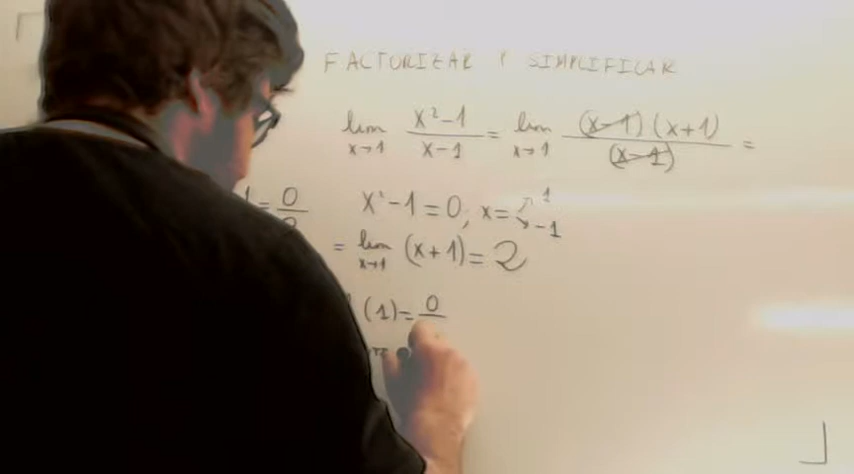 FACTORIZAR Y SIMPLIFICAR
lim x→1 x²-1 / x-1 = lim x→1 (x-1)(x+1) / (x-1) =
= 0/0
x²-1=0; x= 1 -1
= lim x→1 (x+1) = 2
(1)= 0